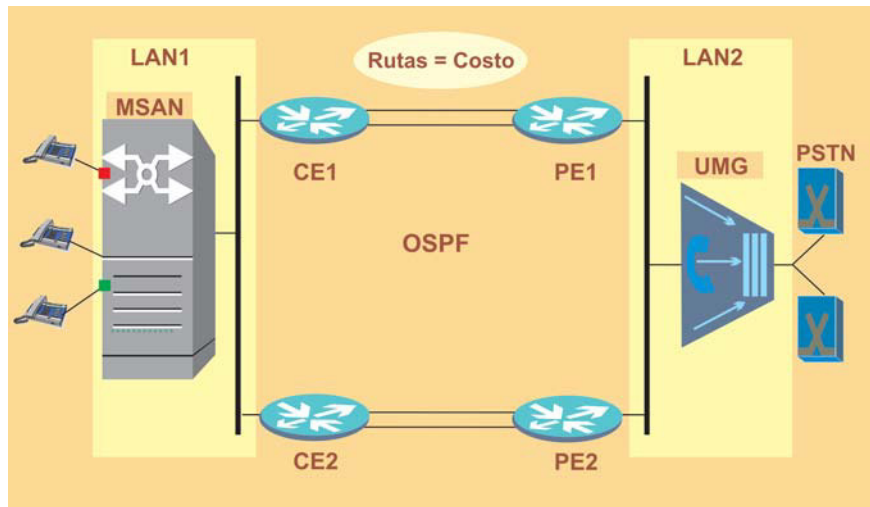 LAN1
Rutas = Costo
LAN2
MSAN
CE1
PE1
UMG
PSTN
OSPF
CE2
PE2